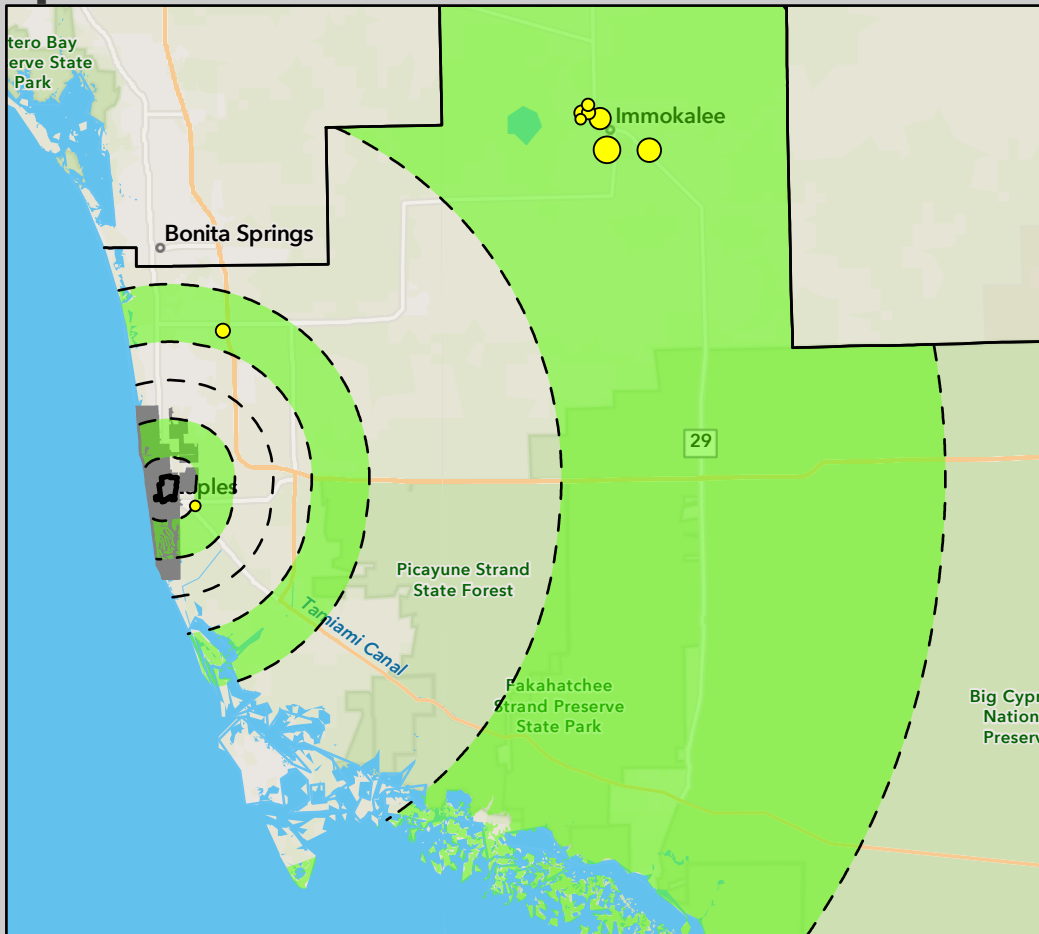 tero Bay
erve State
Park
Immokalee
Bonita Springs
29
ples
Picayune Strand
State Forest
Tamiami Canal
Fakahatchee
Strand Preserve
State Park
Big Cypr
Nation
Preserv